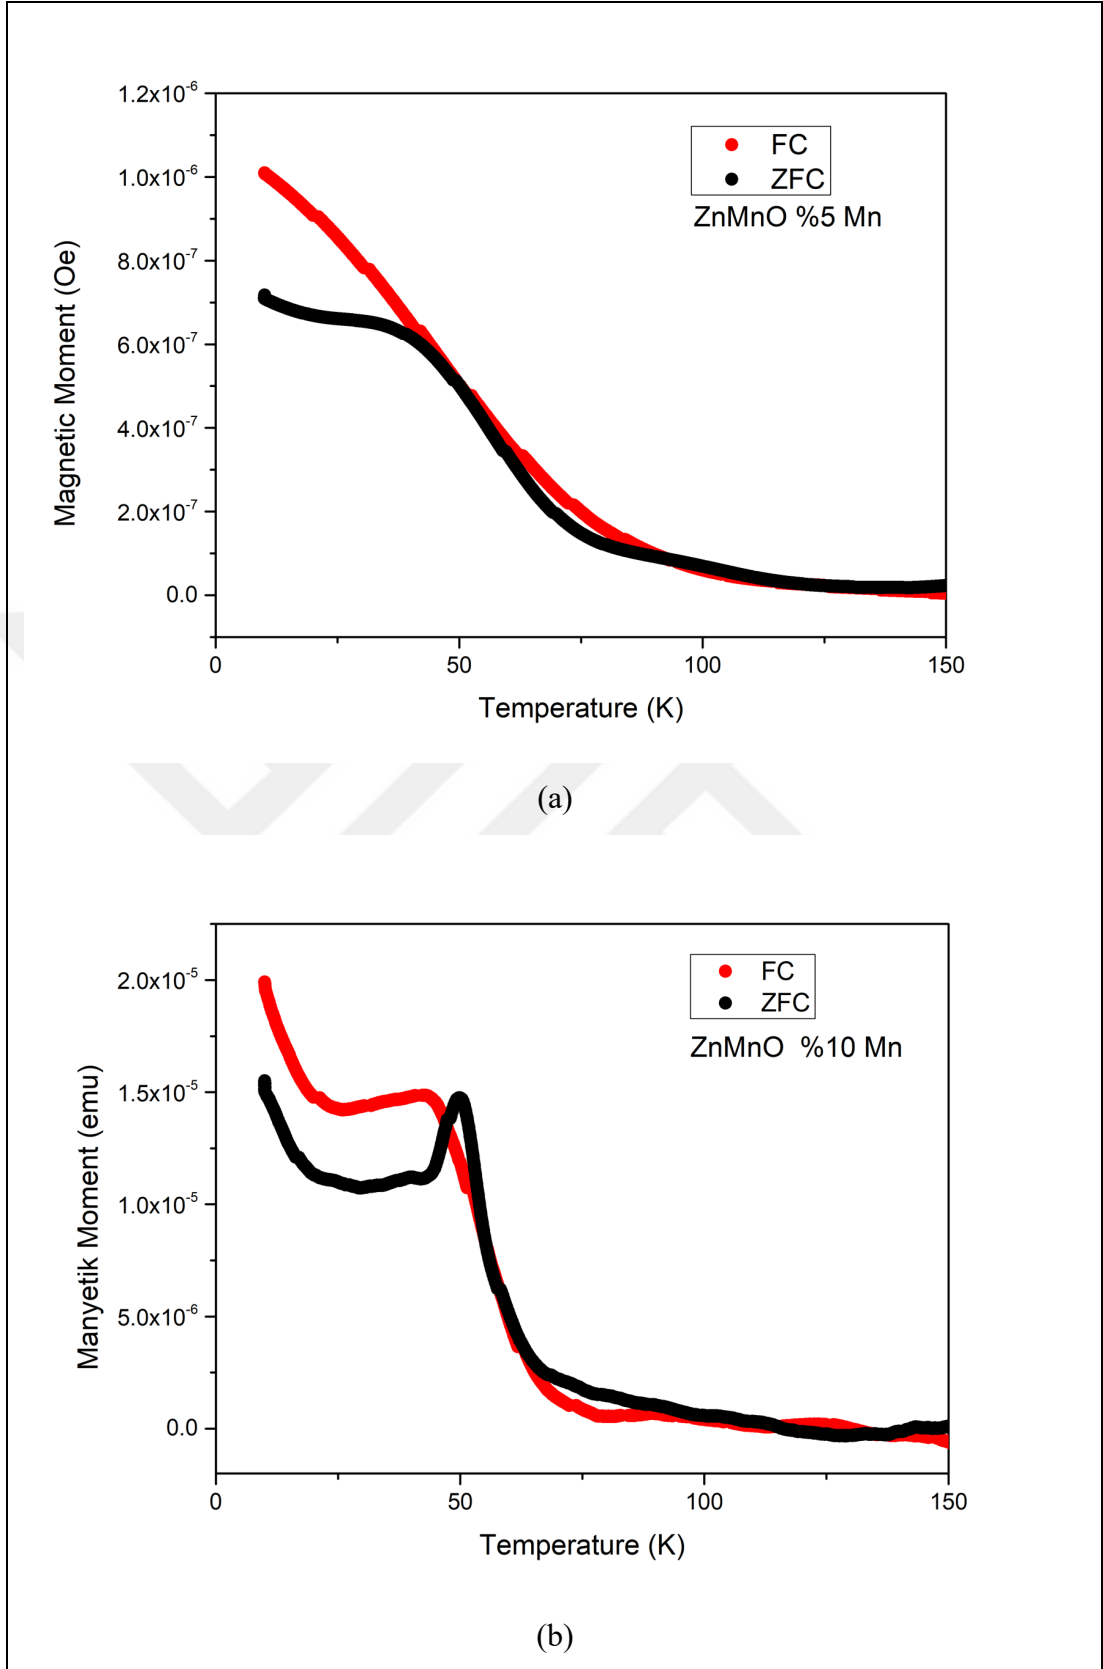 1.2x10⁻⁶
1.0x10⁻⁶
8.0x10⁻⁷
6.0x10⁻⁷
4.0x10⁻⁷
2.0x10⁻⁷
0.0
Magnetic Moment (Oe)
FC
ZFC
ZnMnO %5 Mn
0 50 100 150
Temperature (K)
(a)
2.0x10⁻⁵
1.5x10⁻⁵
1.0x10⁻⁵
5.0x10⁻⁶
0.0
Manyetik Moment (emu)
FC
ZFC
ZnMnO %10 Mn
0 50 100 150
Temperature (K)
(b)